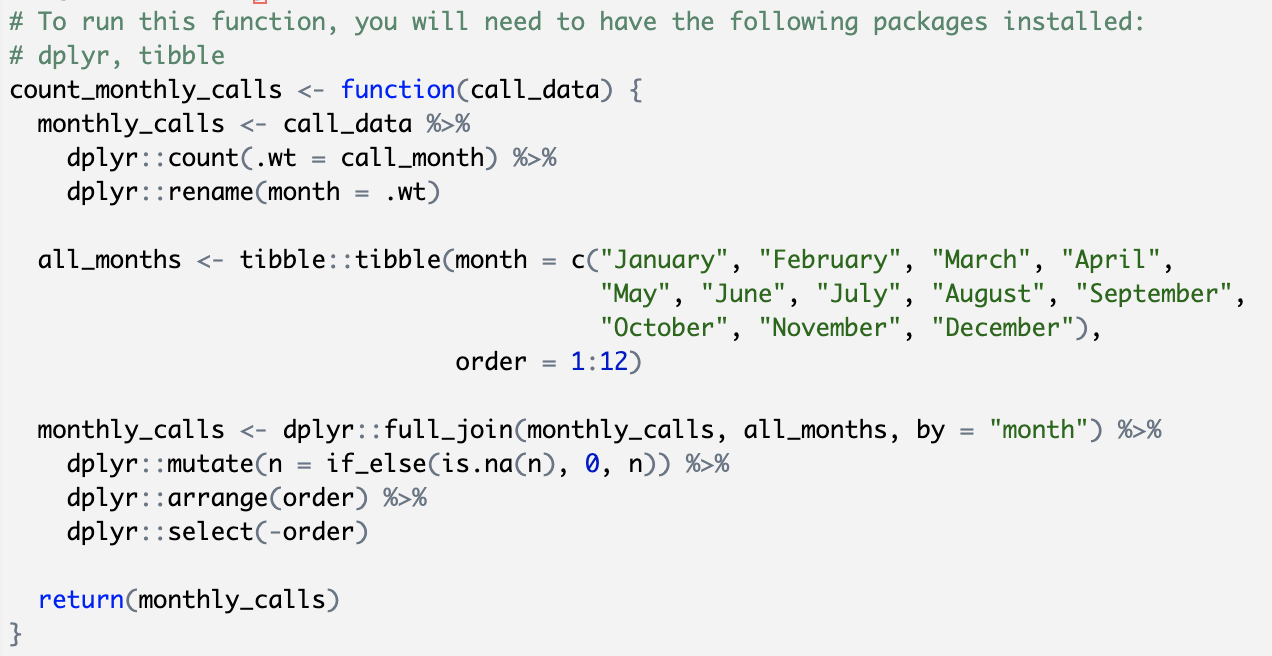 # To run this function, you will need to have the following packages installed:
# dplyr, tibble
count_monthly_calls <- function(call_data) {
  monthly_calls <- call_data %>%
    dplyr::count(.wt = call_month) %>%
    dplyr::rename(month = .wt)

  all_months <- tibble::tibble(month = c("January", "February", "March", "April",
                                         "May", "June", "July", "August", "September",
                                         "October", "November", "December"),
                               order = 1:12)

  monthly_calls <- dplyr::full_join(monthly_calls, all_months, by = "month") %>%
    dplyr::mutate(n = if_else(is.na(n), 0, n)) %>%
    dplyr::arrange(order) %>%
    dplyr::select(-order)

  return(monthly_calls)
}